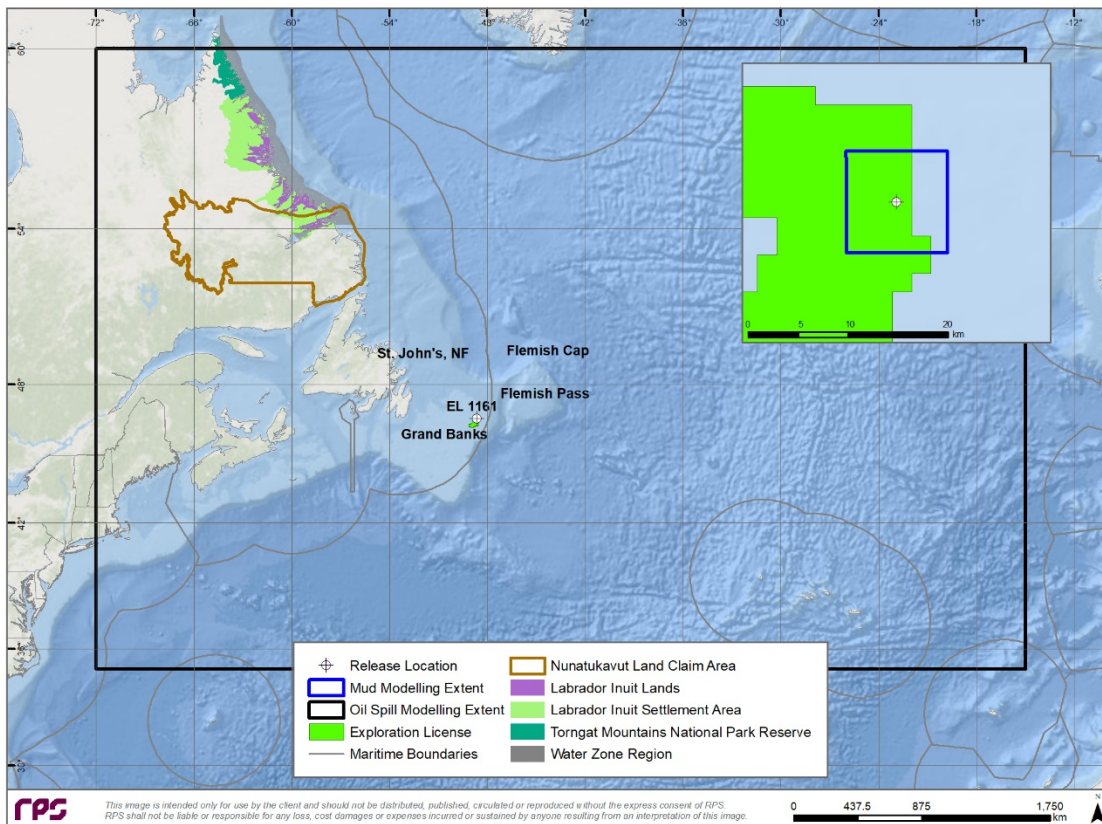 -72° -66° -60° -54° -48° -42° -36° -30° -24° -18° -12°
60°
54°
48°
42°
36°
30°
0 5 10 20
km
St. John's, NF
Flemish Cap
Flemish Pass
EL 1161
Grand Banks
Release Location
Mud Modelling Extent
Oil Spill Modelling Extent
Exploration License
Maritime Boundaries
Nunatukavut Land Claim Area
Labrador Inuit Lands
Labrador Inuit Settlement Area
Torngat Mountains National Park Reserve
Water Zone Region
rps
This image is intended only for use by the client and should not be distributed, published, circulated or reproduced without the express consent of RPS.
RPS shall not be liable or responsible for any loss, cost damages or expenses incurred or sustained by anyone resulting from an interpretation of this image.
0 437.5 875 1,750
km
N